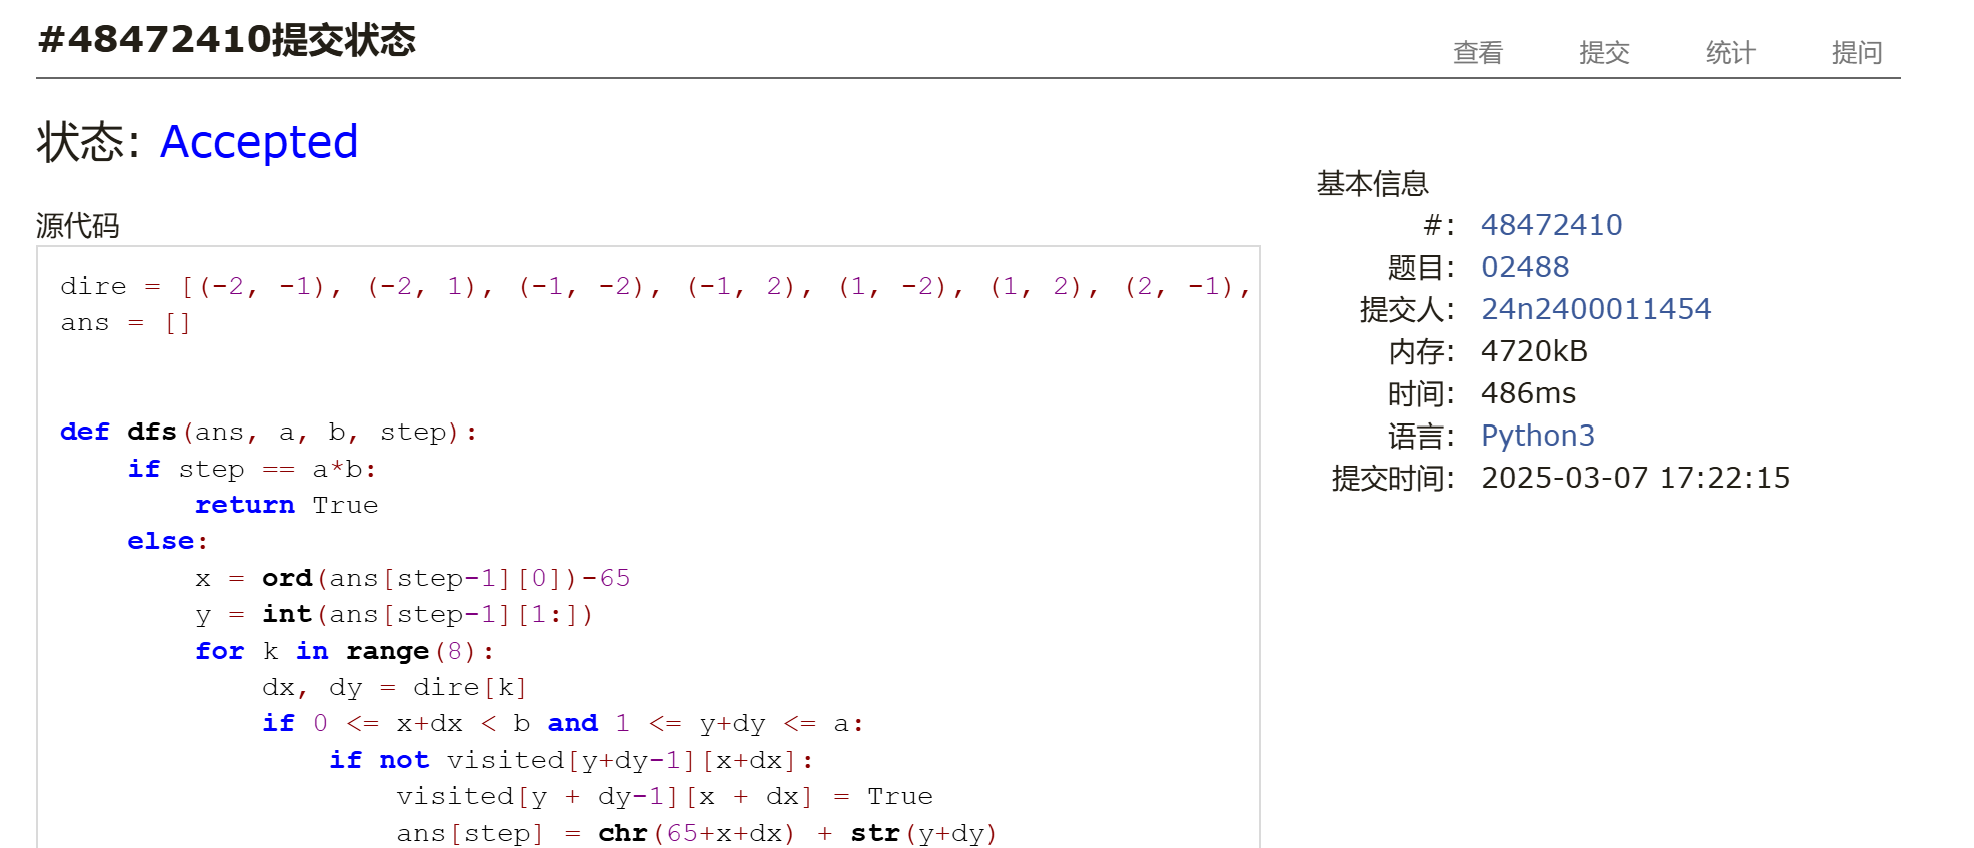 #48472410提交状态
查看 提交 统计 提问
状态: Accepted
源代码
dire = [(-2, -1), (-2, 1), (-1, -2), (-1, 2), (1, -2), (1, 2), (2, -1),
ans = []
def dfs(ans, a, b, step):
    if step == a*b:
        return True
    else:
        x = ord(ans[step-1][0])-65
        y = int(ans[step-1][1:])
        for k in range(8):
            dx, dy = dire[k]
            if 0 <= x+dx < b and 1 <= y+dy <= a:
                if not visited[y+dy-1][x+dx]:
                    visited[y + dy-1][x + dx] = True
                    ans[step] = chr(65+x+dx) + str(y+dy)
基本信息
#: 48472410
题目: 02488
提交人: 24n2400011454
内存: 4720kB
时间: 486ms
语言: Python3
提交时间: 2025-03-07 17:22:15